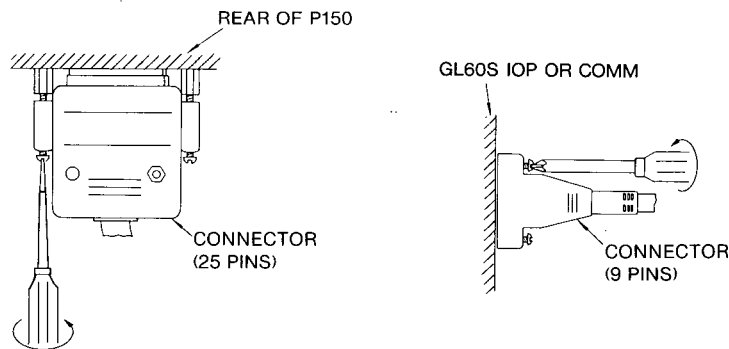 REAR OF P150
CONNECTOR
(25 PINS)
GL60S IOP OR COMM
CONNECTOR
(9 PINS)